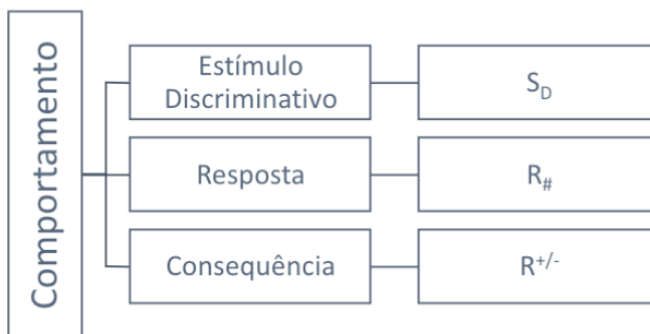 Comportamento
Estímulo
Discriminativo
S_D
Resposta
R_#
Consequência
R^+/-